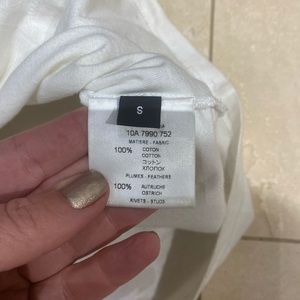 S
10A 7990 752
MATIERE - FABRIC
100% COTON
COTTON
コットン
ХЛОПОК
PLUMES - FEATHERS
100% AUTRUCHE
OSTRICH
RIVETS - STUDS